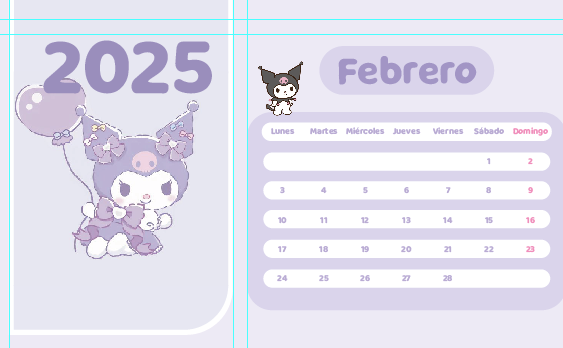 2025
Febrero
Lunes Martes Miércoles Jueves Viernes Sábado Domingo
1 2
3 4 5 6 7 8 9
10 11 12 13 14 15 16
17 18 19 20 21 22 23
24 25 26 27 28